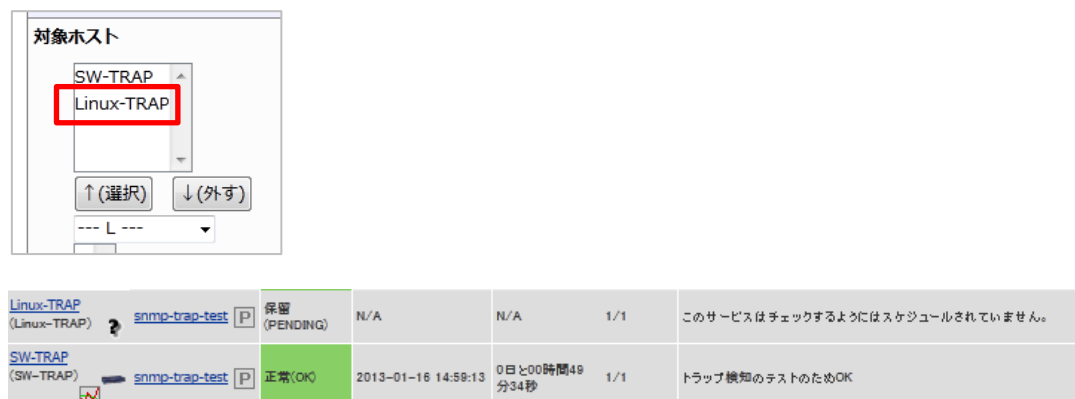 対象ホスト
SW-TRAP
Linux-TRAP
↑(選択) ↓(外す)
--- L ---
Linux-TRAP
(Linux-TRAP) snmp-trap-test P 保留
(PENDING) N/A N/A 1/1 このサービスはチェックするようにはスケジュールされていません。
SW-TRAP
(SW-TRAP) snmp-trap-test P 正常(OK) 2013-01-16 14:59:13 0日と00時間49
分34秒 1/1 トラップ検知のテストのためOK